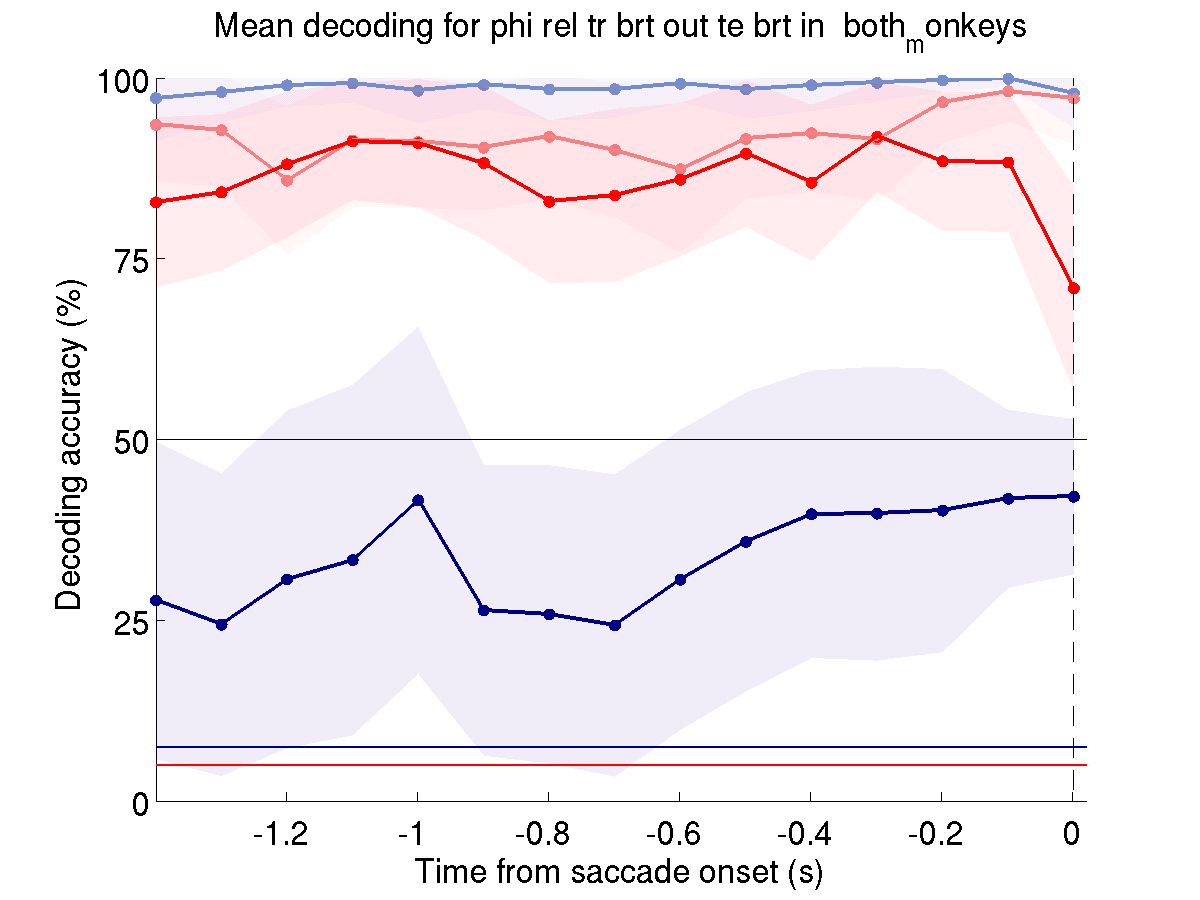 Mean decoding for phi rel tr brt out te brt in both_monkeys
Decoding accuracy (%)
100
75
50
25
0
-1.2 -1 -0.8 -0.6 -0.4 -0.2 0
Time from saccade onset (s)